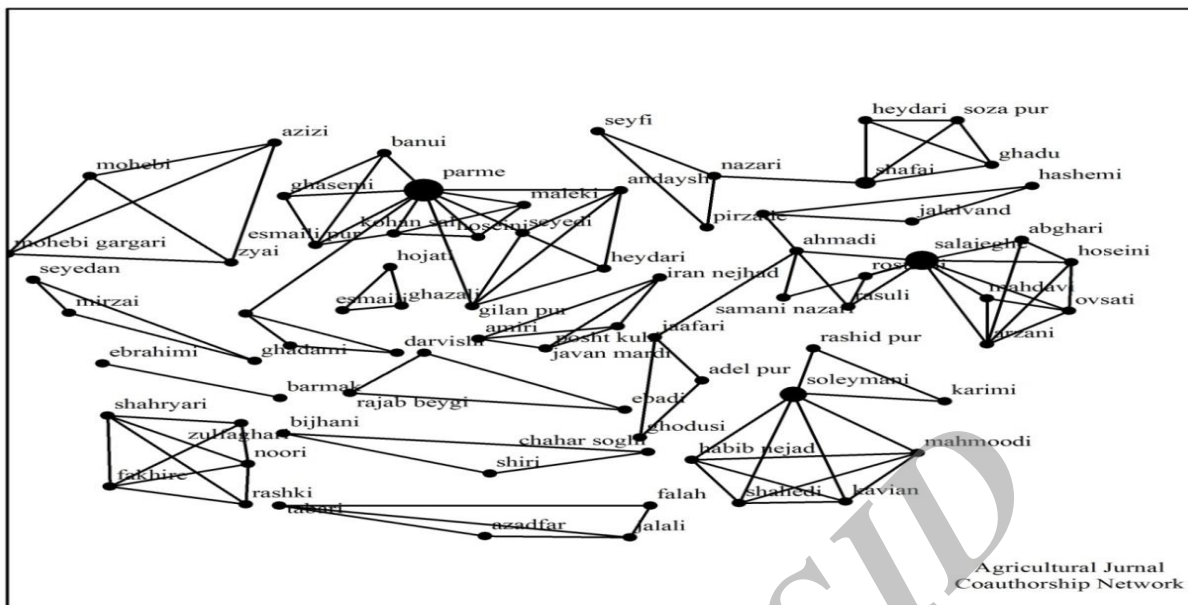 heydari
soza pur
azizi
seyfi
banui
mohebi
parme
nazari
ghadu
shafai
ghasemi
maleki
andaysh
hashemi
kohan sal
hoseini
seyedi
pirzade
jalalvand
esmaili pur
abghari
mohebi gargari
zyai
ahmadi
salajeghe
hoseini
seyedan
hojati
heydari
iran nejhad
mahdavi
mirzai
esmaili
ghazali
rasuli
ovsati
gilan pur
samani nazari
arzani
amiri
posht kuhi
jaafari
ebrahimi
ghadami
darvishi
javan mardi
rashid pur
adel pur
soleymani
barmak
rajab beygi
ebadi
karimi
shahryari
zulfaghari
bijhani
chahar soghi
ghodusi
habib nejad
mahmoodi
noori
fakhire
shiri
rashki
shahedi
kavian
tabari
falah
azadfar
jalali
SID
Agricultural Jurnal
Coauthorship Network